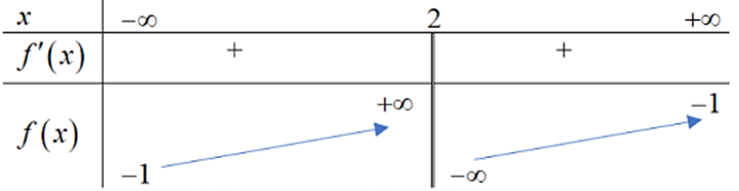 x −∞ 2 +∞
f′(x) + +
+∞ −1
f(x)
−1 −∞